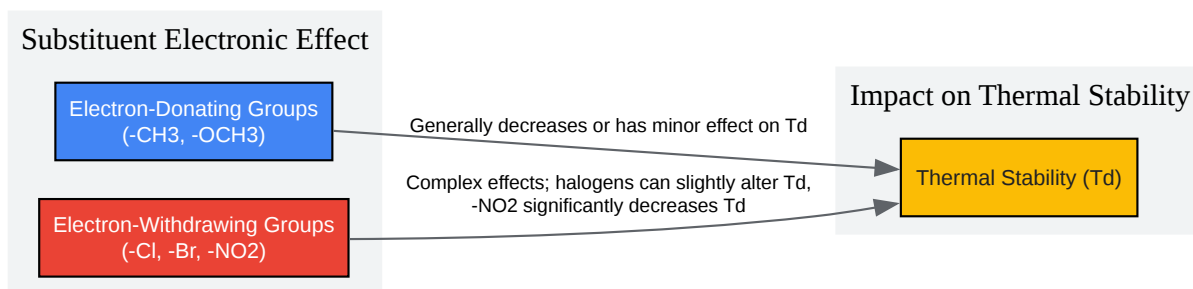 Substituent Electronic Effect
Electron-Donating Groups
(-CH3, -OCH3)
Electron-Withdrawing Groups
(-Cl, -Br, -NO2)
Generally decreases or has minor effect on Td
Complex effects; halogens can slightly alter Td,
-NO2 significantly decreases Td
Impact on Thermal Stability
Thermal Stability (Td)